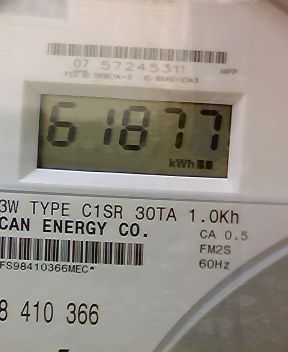 07 5724531T
61877
kWh
3W TYPE C1SR 30TA 1.0Kh
CAN ENERGY CO.
CA 0.5
FM2S
60Hz
FS98410366MEC*
8 410 366